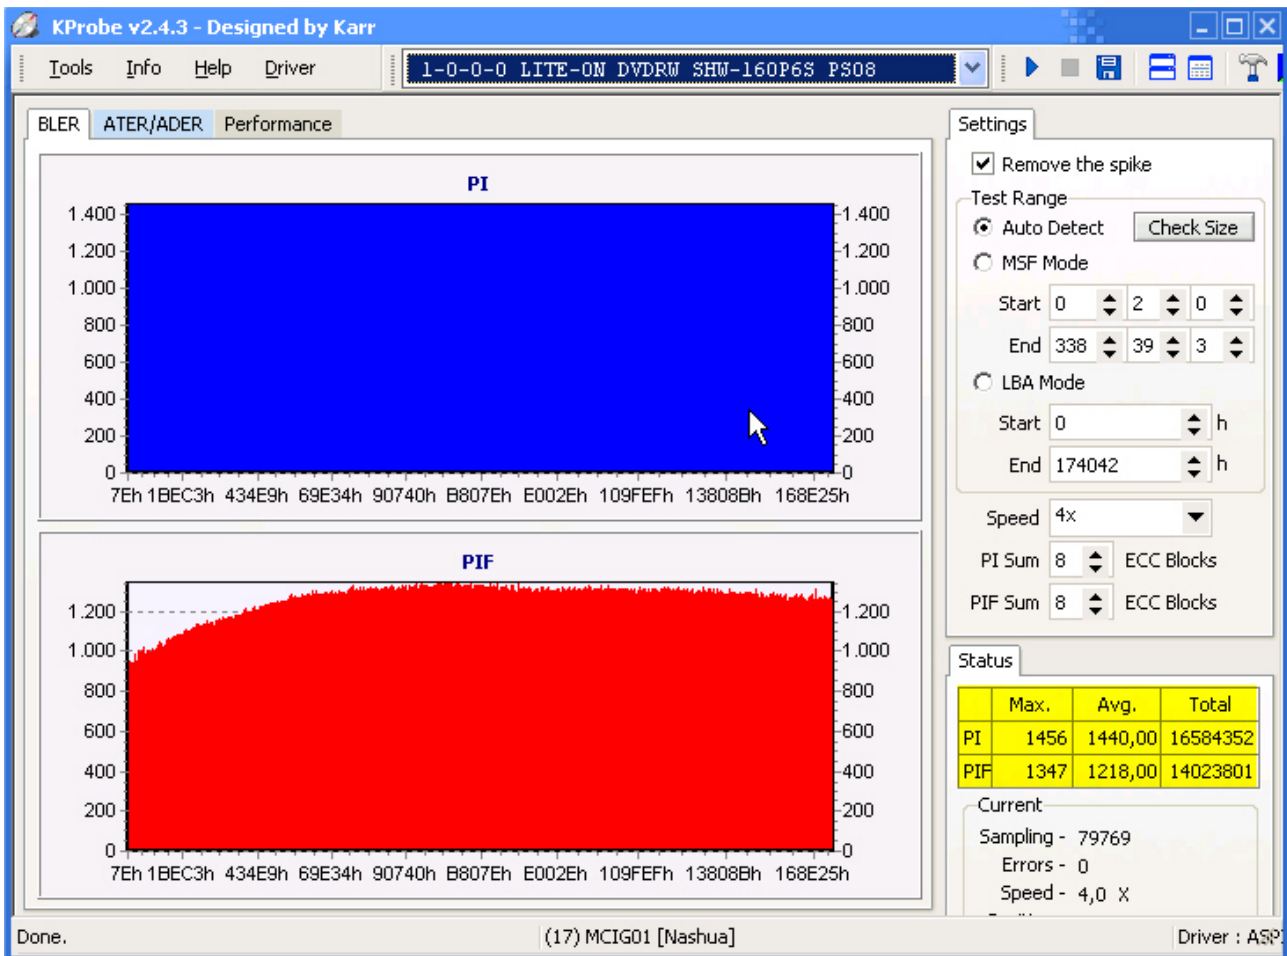 KProbe v2.4.3 - Designed by Karr
Tools Info Help Driver 1-0-0-0 LITE-ON DVDRW SHW-160P6S PS08
BLER ATER/ADER Performance
PI
1.400 1.400
1.200 1.200
1.000 1.000
800 800
600 600
400 400
200 200
0 0
7Eh 1BEC3h 434E9h 69E34h 90740h B807Eh E002Eh 109FEFh 13808Bh 168E25h
PIF
1.200 1.200
1.000 1.000
800 800
600 600
400 400
200 200
0 0
7Eh 1BEC3h 434E9h 69E34h 90740h B807Eh E002Eh 109FEFh 13808Bh 168E25h
Settings
Remove the spike
Test Range
Auto Detect Check Size
MSF Mode
Start 0 2 0
End 338 39 3
LBA Mode
Start 0 h
End 174042 h
Speed 4x
PI Sum 8 ECC Blocks
PIF Sum 8 ECC Blocks
Status
Max. Avg. Total
PI 1456 1440,00 16584352
PIF 1347 1218,00 14023801
Current
Sampling - 79769
Errors - 0
Speed - 4,0 X
Done. (17) MCIG01 [Nashua] Driver : ASP